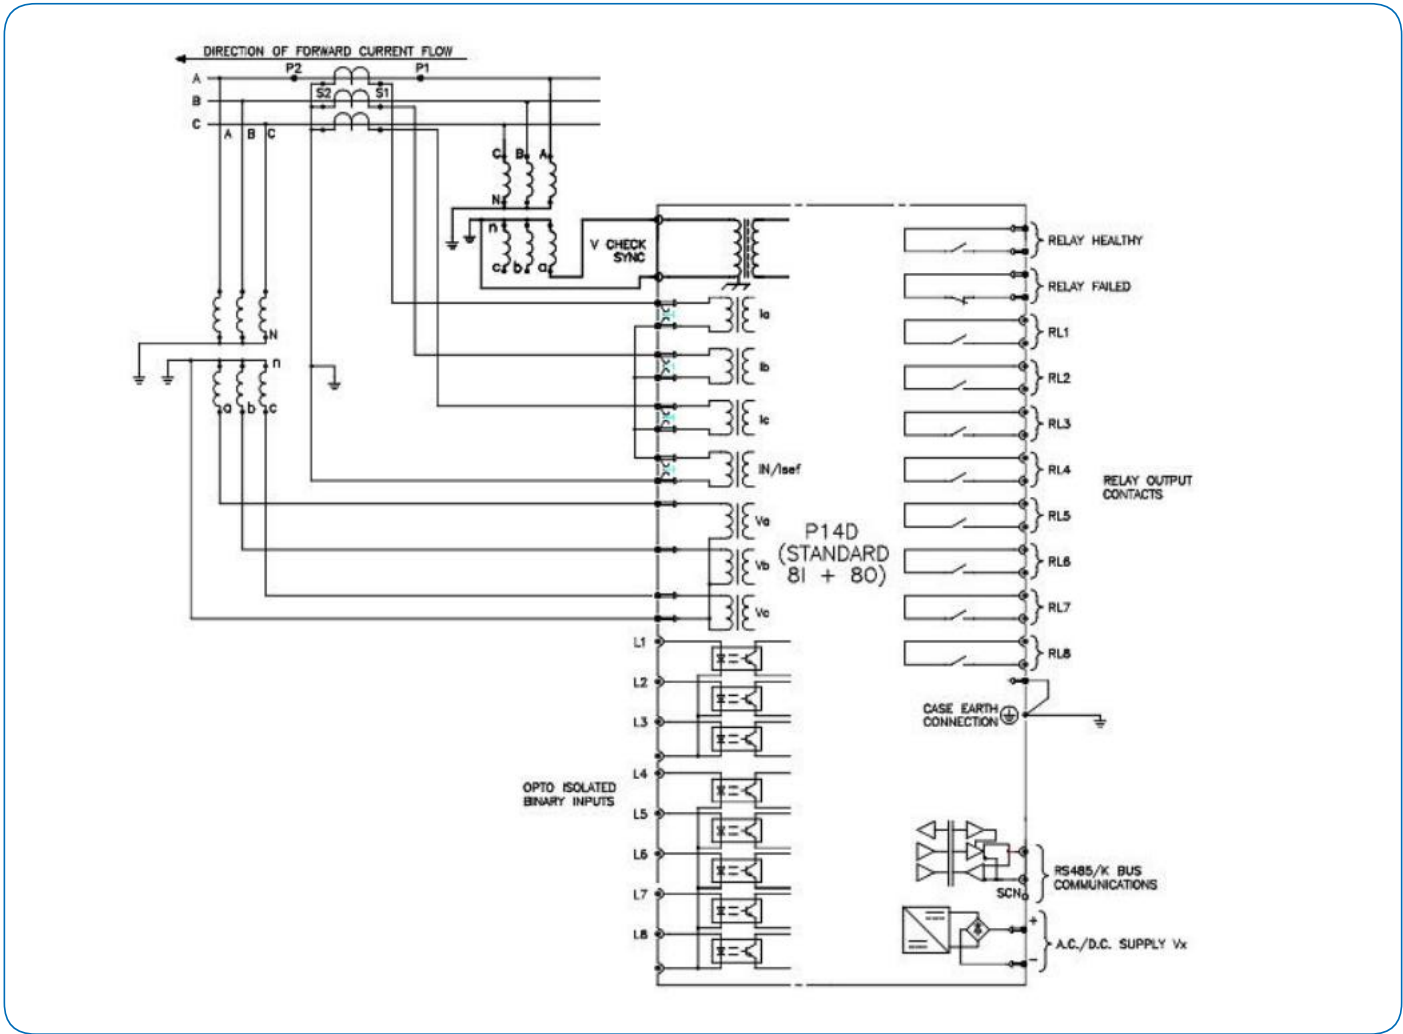 DIRECTION OF FORWARD CURRENT FLOW
P2
P1
A
S2
S1
B
C
A B C
C B A
N
n
c b a
V CHECK
SYNC
RELAY HEALTHY
RELAY FAILED
Ia
RL1
N
n
Ib
RL2
a b c
Ic
RL3
IN/Isef
RL4
RELAY OUTPUT
CONTACTS
Va
RL5
P14D
(STANDARD
8I + 8O)
Vb
RL6
Vc
RL7
L1
RL8
L2
CASE EARTH
CONNECTION
L3
L4
OPTO ISOLATED
BINARY INPUTS
L5
L6
RS485/K BUS
COMMUNICATIONS
L7
SCN
L8
+
A.C./D.C. SUPPLY Vx
-